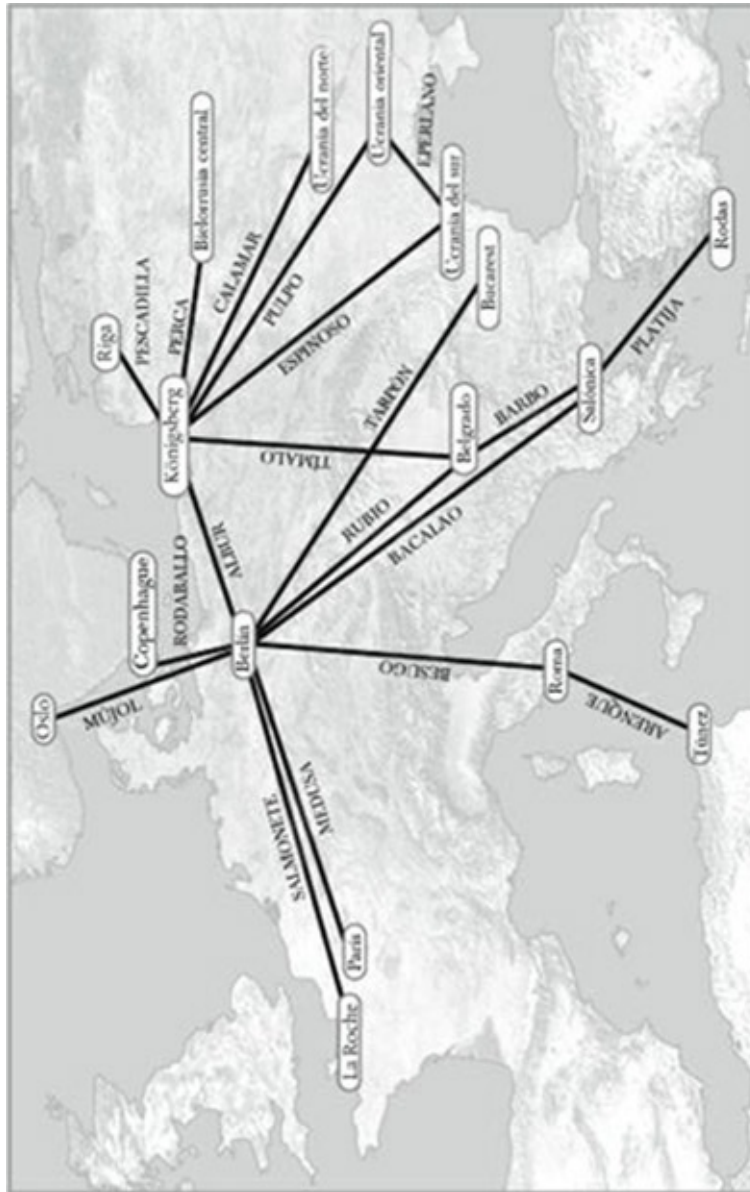 Oslo
MÚJOL
Copenhague
RODABALLO
Riga
PESCADILLA
Königsberg
PERCA
Bielorrusia central
ALBUR
CALAMAR
Ucrania del norte
PULPO
Ucrania oriental
ESPINOSO
EPERLANO
Ucrania del sur
Berlín
SALMONETE
MEDUSA
La Roche
París
TÍMALO
TARPÓN
Bucarest
RUBIO
BACALAO
Belgrado
BARBO
Salónica
PLATIJA
Rodas
BESUGO
Roma
ARENQUE
Túnez